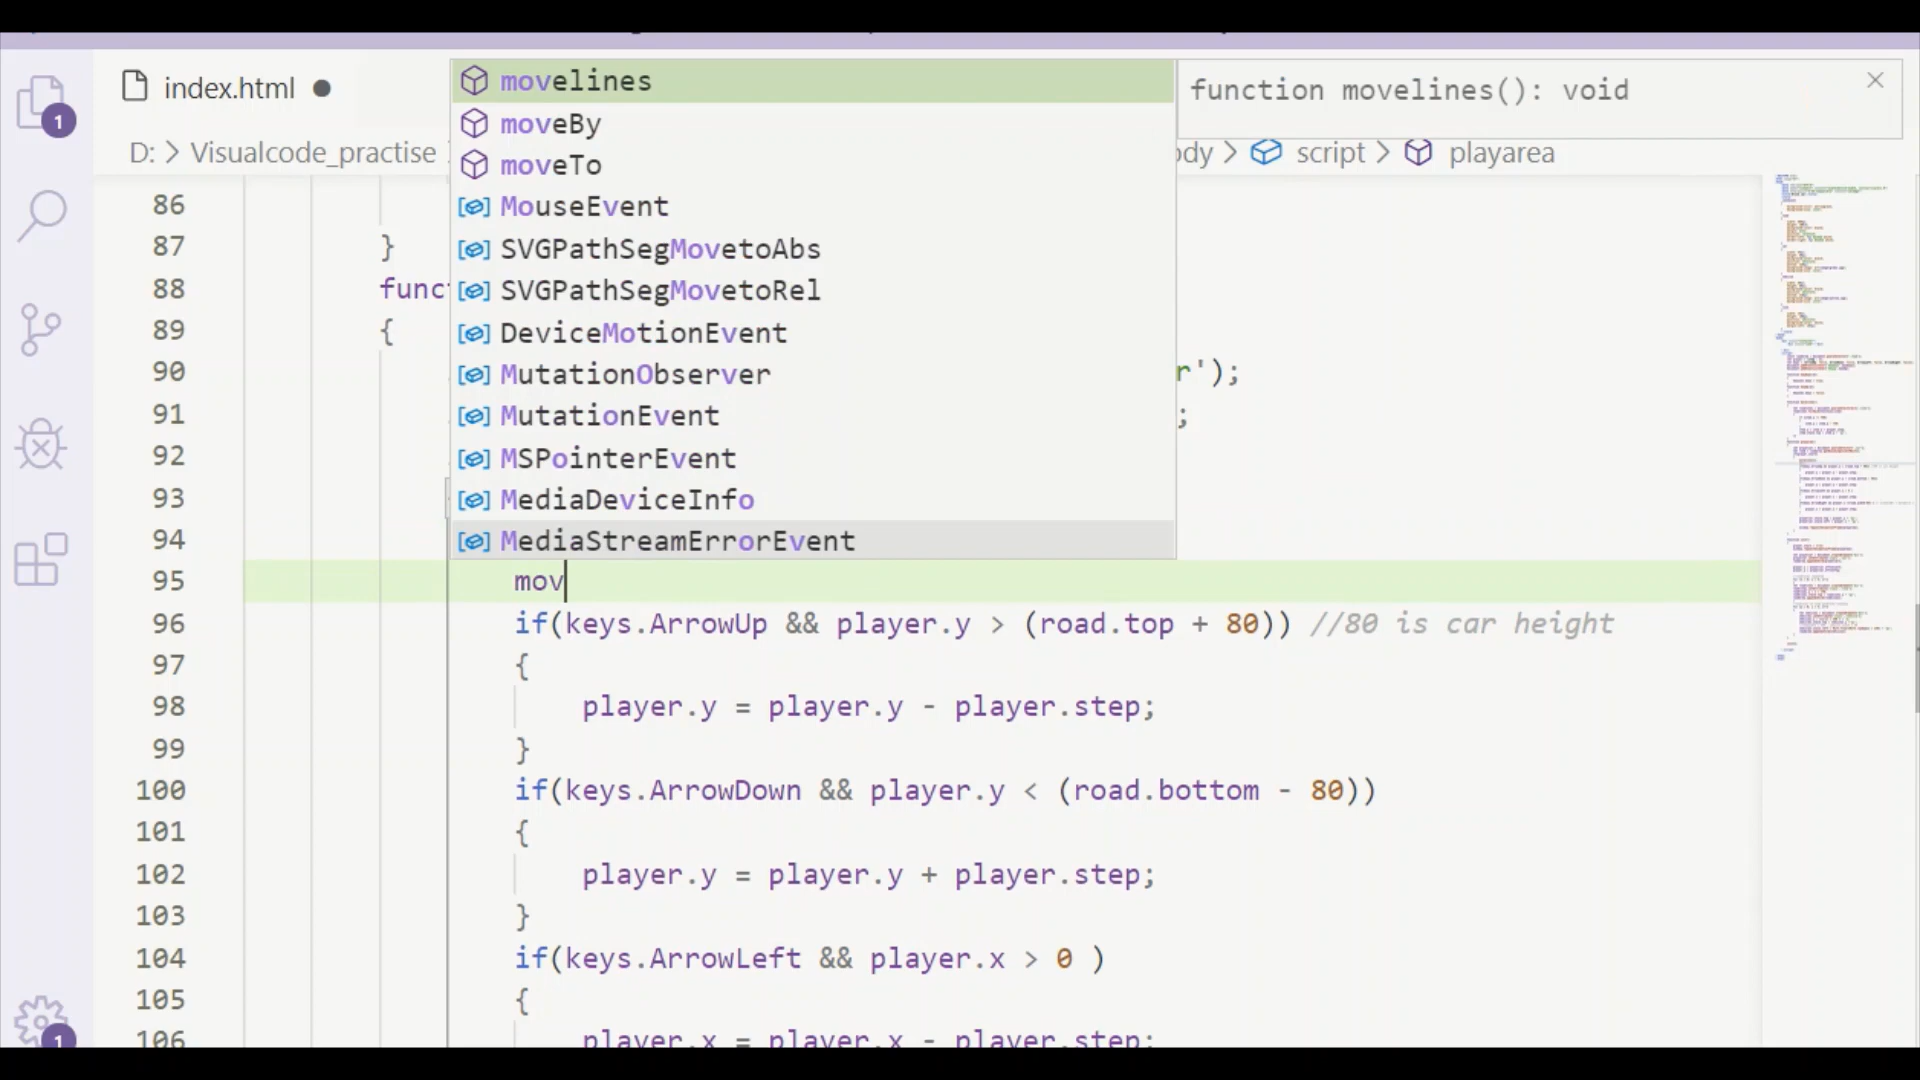 index.html
movelines
function movelines(): void
moveBy
D: > Visualcode_practise
moveTo
ody > script > playarea
86
MouseEvent
87 }
SVGPathSegMovetoAbs
88 func
SVGPathSegMovetoRel
89 {
DeviceMotionEvent
90 r');
MutationObserver
91 ;
MutationEvent
92
MSPointerEvent
93
MediaDeviceInfo
94
MediaStreamErrorEvent
95 mov
96 if(keys.ArrowUp && player.y > (road.top + 80)) //80 is car height
97 {
98 player.y = player.y - player.step;
99 }
100 if(keys.ArrowDown && player.y < (road.bottom - 80))
101 {
102 player.y = player.y + player.step;
103 }
104 if(keys.ArrowLeft && player.x > 0 )
105 {
106 player.x = player.x - player.step;
1
1